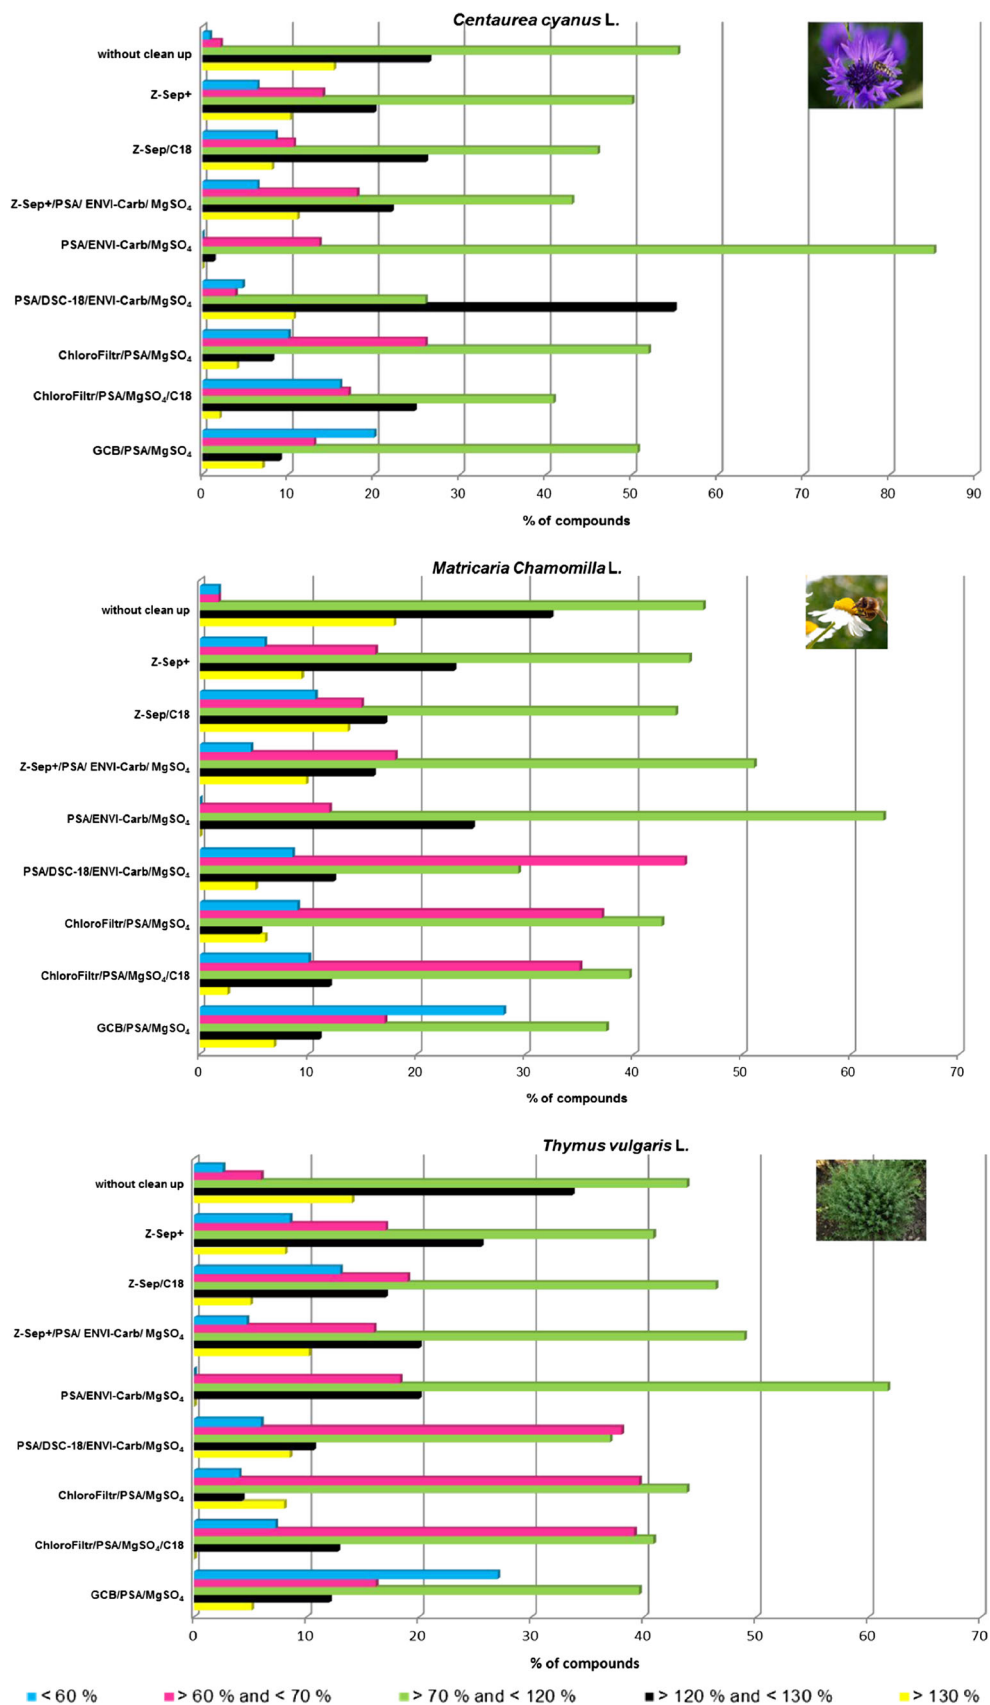 Centaurea cyanus L.
without clean up
Z-Sep+
Z-Sep/C18
Z-Sep+/PSA/ ENVI-Carb/ MgSO₄
PSA/ENVI-Carb/MgSO₄
PSA/DSC-18/ENVI-Carb/MgSO₄
ChloroFiltr/PSA/MgSO₄
ChloroFiltr/PSA/MgSO₄/C18
GCB/PSA/MgSO₄
0 10 20 30 40 50 60 70 80 90
% of compounds
Matricaria Chamomilla L.
without clean up
Z-Sep+
Z-Sep/C18
Z-Sep+/PSA/ ENVI-Carb/ MgSO₄
PSA/ENVI-Carb/MgSO₄
PSA/DSC-18/ENVI-Carb/MgSO₄
ChloroFiltr/PSA/MgSO₄
ChloroFiltr/PSA/MgSO₄/C18
GCB/PSA/MgSO₄
0 10 20 30 40 50 60 70
% of compounds
Thymus vulgaris L.
without clean up
Z-Sep+
Z-Sep/C18
Z-Sep+/PSA/ ENVI-Carb/ MgSO₄
PSA/ENVI-Carb/MgSO₄
PSA/DSC-18/ENVI-Carb/MgSO₄
ChloroFiltr/PSA/MgSO₄
ChloroFiltr/PSA/MgSO₄/C18
GCB/PSA/MgSO₄
0 10 20 30 40 50 60 70
% of compounds
< 60 % > 60 % and < 70 % > 70 % and < 120 % > 120 % and < 130 % > 130 %